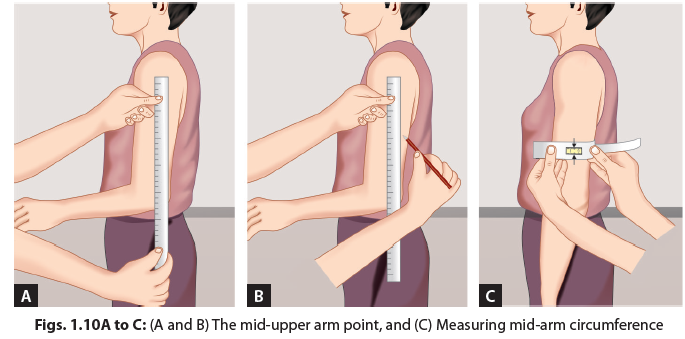 A
B
C
Figs. 1.10A to C: (A and B) The mid-upper arm point, and (C) Measuring mid-arm circumference